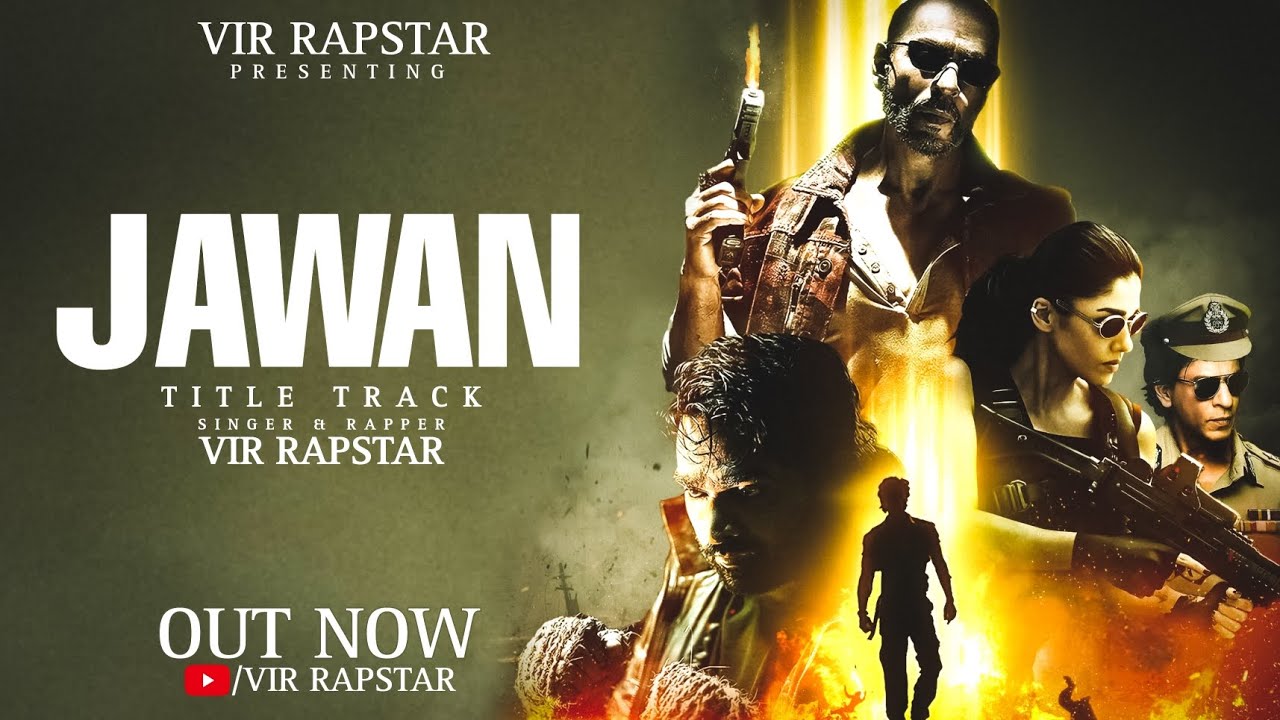 VIR RAPSTAR
PRESENTING
JAWAN
TITLE TRACK
SINGER & RAPPER
VIR RAPSTAR
OUT NOW
/VIR RAPSTAR